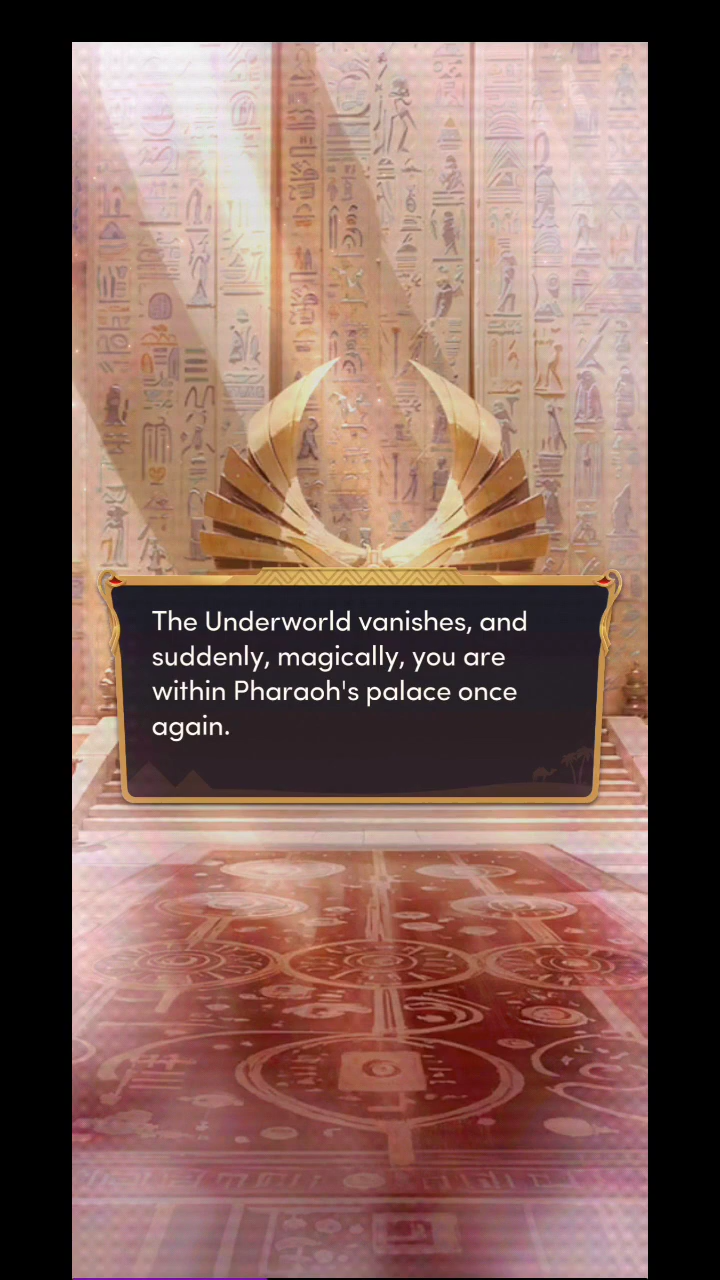 The Underworld vanishes, and
suddenly, magically, you are
within Pharaoh's palace once
again.